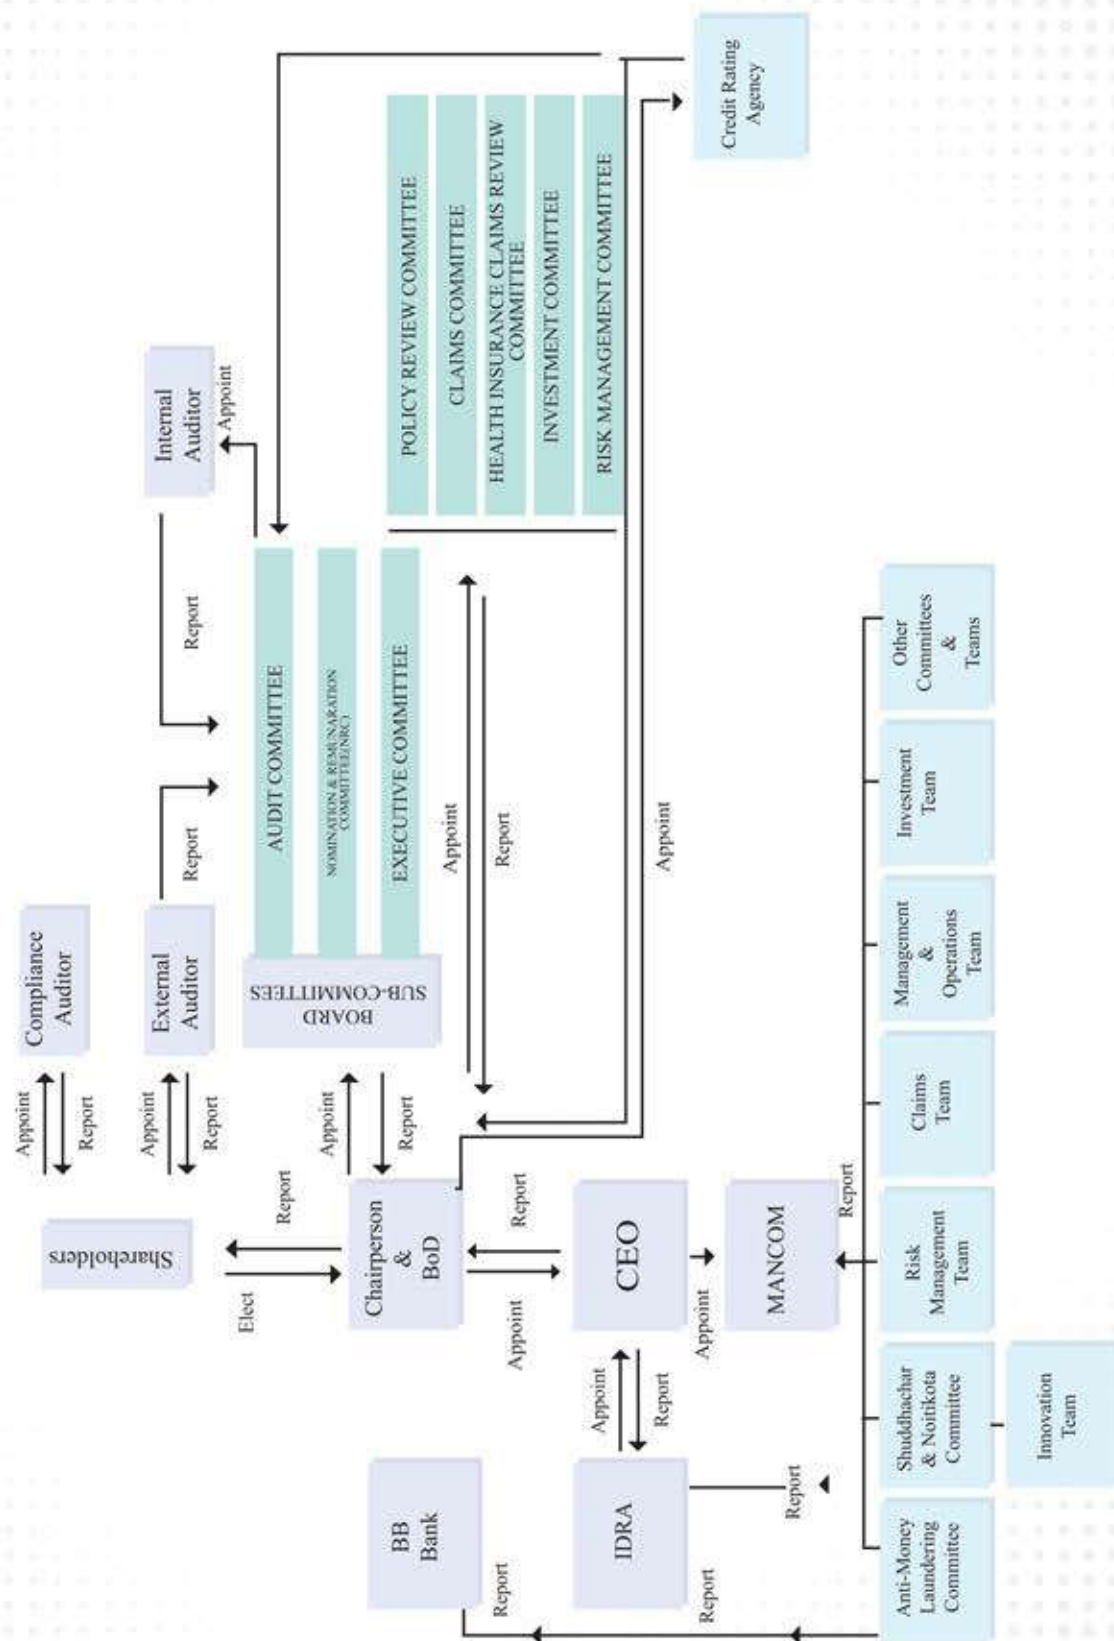 Compliance
Auditor
Appoint
Report
External
Auditor
Appoint
Report
Report
Internal
Auditor
Appoint
Report
Shareholders
Elect
Report
Chairperson
&
BoD
Appoint
Report
BOARD
SUB-COMMITTEES
AUDIT COMMITTEE
NOMINATION & REMUNARATION
COMMITTEE(NRC)
EXECUTIVE COMMITTEE
POLICY REVIEW COMMITTEE
CLAIMS COMMITTEE
HEALTH INSURANCE CLAIMS REVIEW
COMMITTEE
INVESTMENT COMMITTEE
RISK MANAGEMENT COMMITTEE
Appoint
Report
BB
Bank
Report
Appoint
Report
IDRA
Appoint
Report
CEO
Appoint
Report
Report
MANCOM
Appoint
Credit Rating
Agency
Report
Anti-Money
Laundering
Committee
Shuddhachar
& Noitikota
Committee
Risk
Management
Team
Claims
Team
Management
&
Operations
Team
Investment
Team
Other
Committees
&
Teams
Innovation
Team